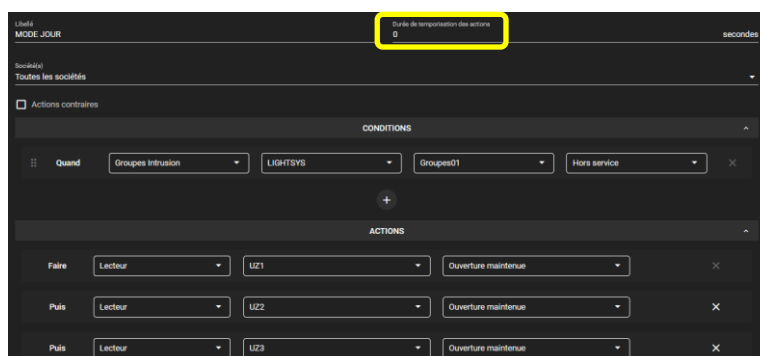 Libellé Durée de temporisation des actions
MODE JOUR 0 secondes
Société(s)
Toutes les sociétés
Actions contraires
CONDITIONS
Quand Groupes Intrusion LIGHTSYS Groupes01 Hors service
+
ACTIONS
Faire Lecteur UZ1 Ouverture maintenue
Puis Lecteur UZ2 Ouverture maintenue
Puis Lecteur UZ3 Ouverture maintenue